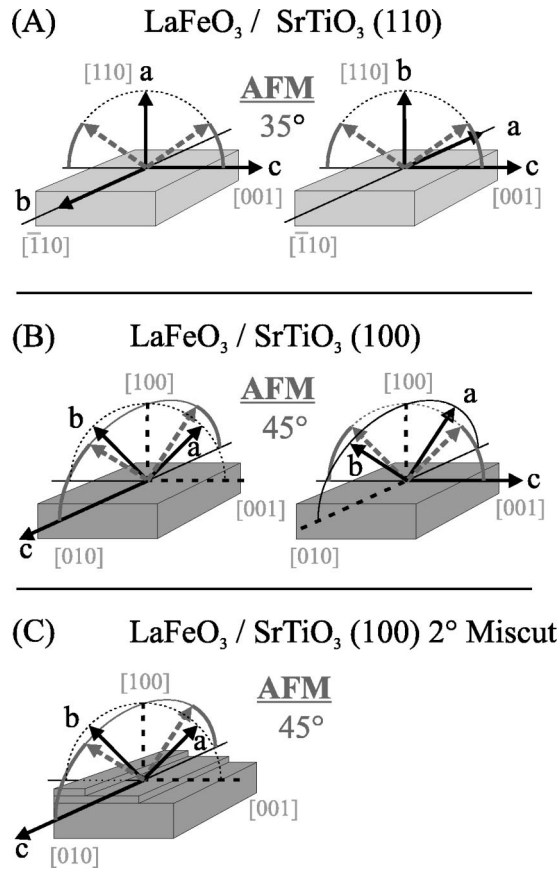 (A) LaFeO₃ / SrTiO₃ (110)
[110] a AFM [110] b
35° a
c c
b [001] [001]
[1̅10] [1̅10]
(B) LaFeO₃ / SrTiO₃ (100)
[100] AFM [100] a
b 45°
a b
c
c [001] [001]
[010] [010]
(C) LaFeO₃ / SrTiO₃ (100) 2° Miscut
[100] AFM
b 45°
a
[001]
c [010]